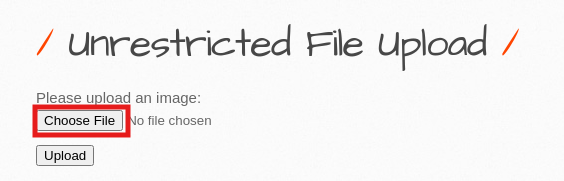 / Unrestricted File Upload /
Please upload an image:
Choose File No file chosen
Upload